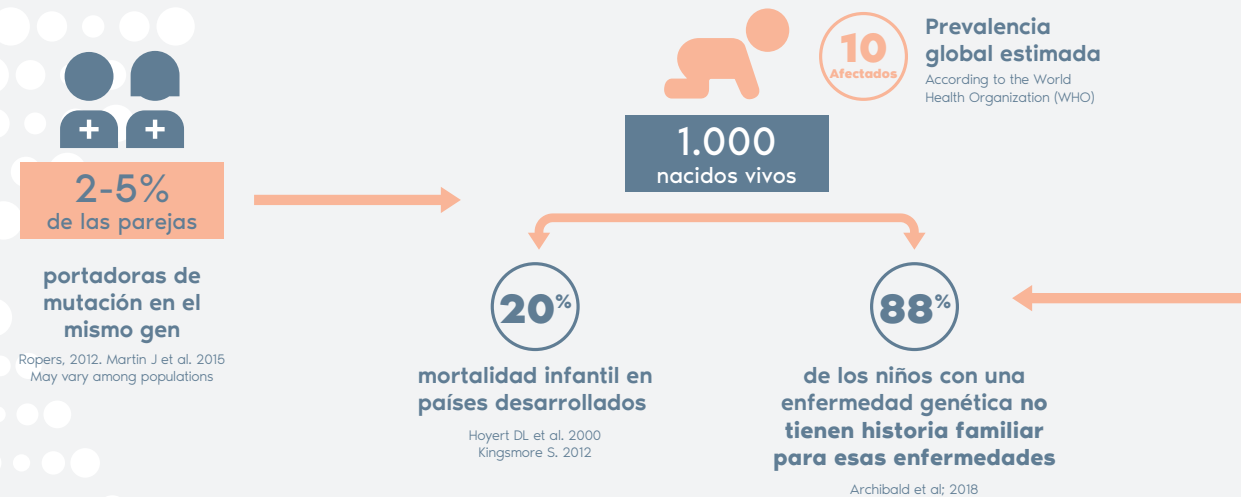 2-5%
de las parejas
portadoras de
mutación en el
mismo gen
Ropers, 2012. Martin J et al. 2015
May vary among populations
10
Afectados
Prevalencia
global estimada
According to the World
Health Organization (WHO)
1.000
nacidos vivos
20%
mortalidad infantil en
países desarrollados
Hoyert DL et al. 2000
Kingsmore S. 2012
88%
de los niños con una
enfermedad genética no
tienen historia familiar
para esas enfermedades
Archibald et al; 2018